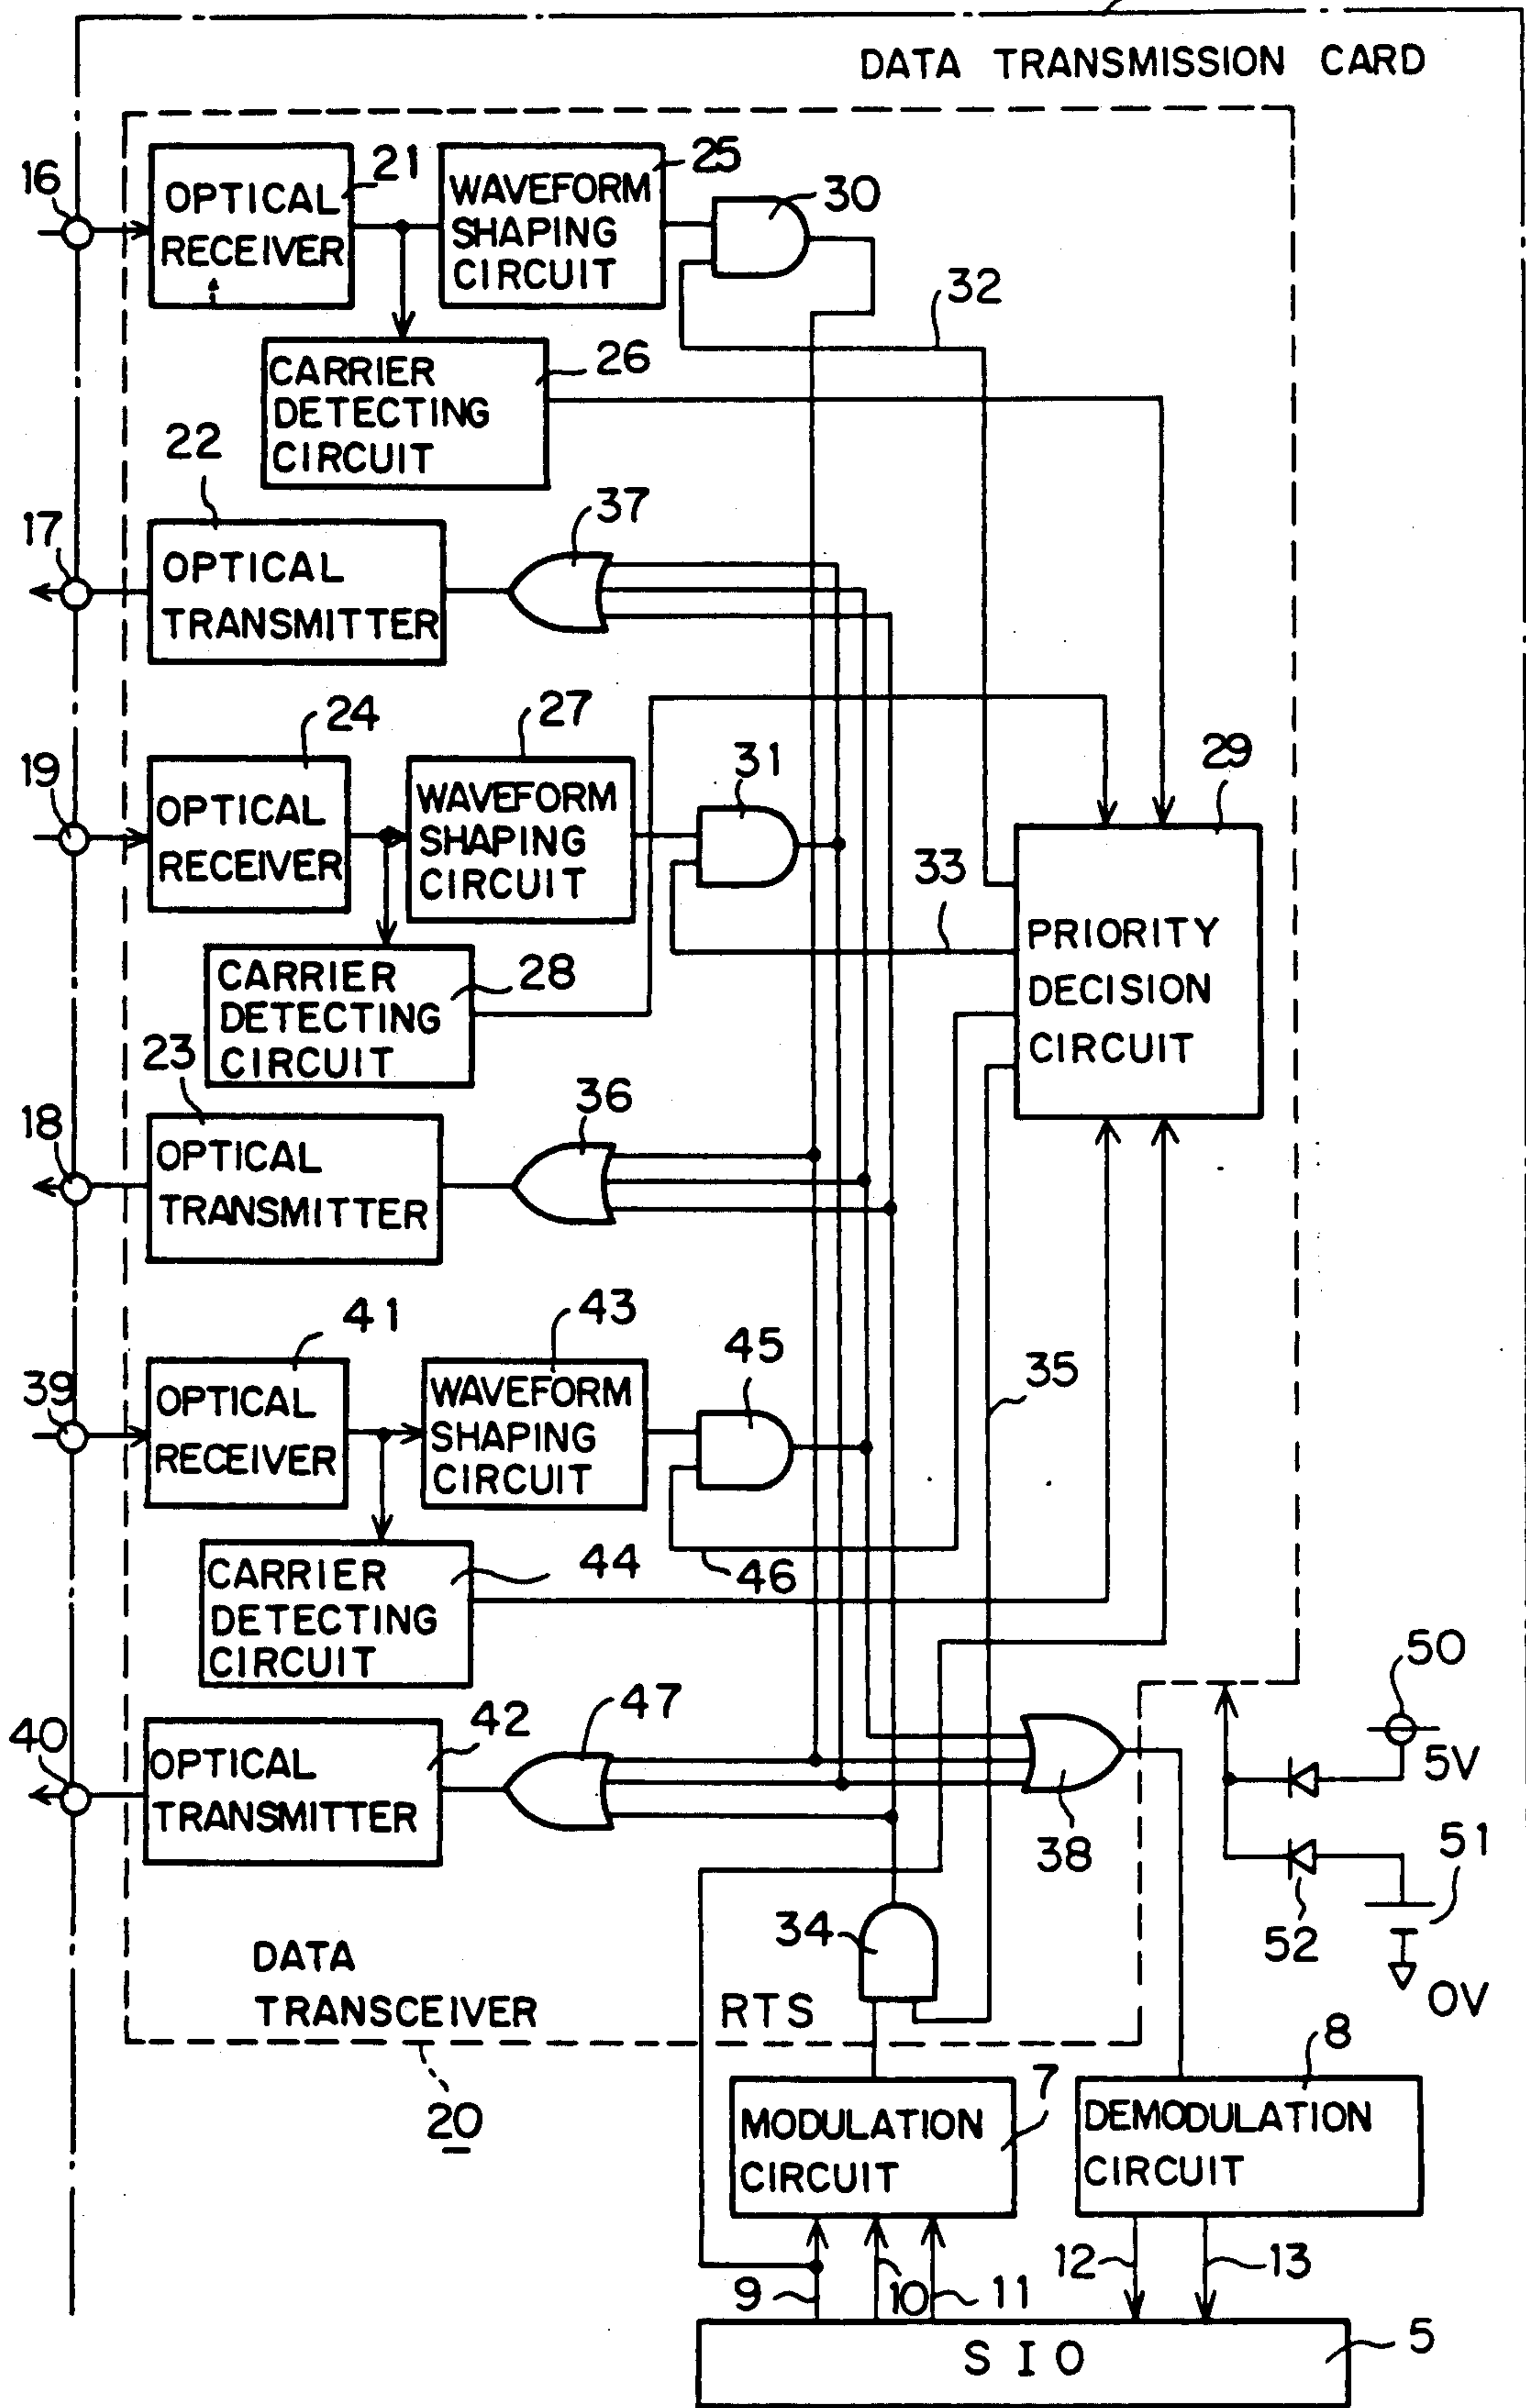 DATA TRANSMISSION CARD
16
OPTICAL
RECEIVER
21
WAVEFORM
SHAPING
CIRCUIT
25
30
32
CARRIER
DETECTING
CIRCUIT
26
22
17
OPTICAL
TRANSMITTER
37
24
27
19
OPTICAL
RECEIVER
WAVEFORM
SHAPING
CIRCUIT
31
29
33
PRIORITY
DECISION
CIRCUIT
CARRIER
DETECTING
CIRCUIT
28
23
18
OPTICAL
TRANSMITTER
36
41
43
45
35
39
OPTICAL
RECEIVER
WAVEFORM
SHAPING
CIRCUIT
46
CARRIER
DETECTING
CIRCUIT
44
50
5V
40
OPTICAL
TRANSMITTER
42
47
38
51
52
0V
34
DATA
TRANSCEIVER
RTS
20
7
8
MODULATION
CIRCUIT
DEMODULATION
CIRCUIT
9
10
11
12
13
SIO
5